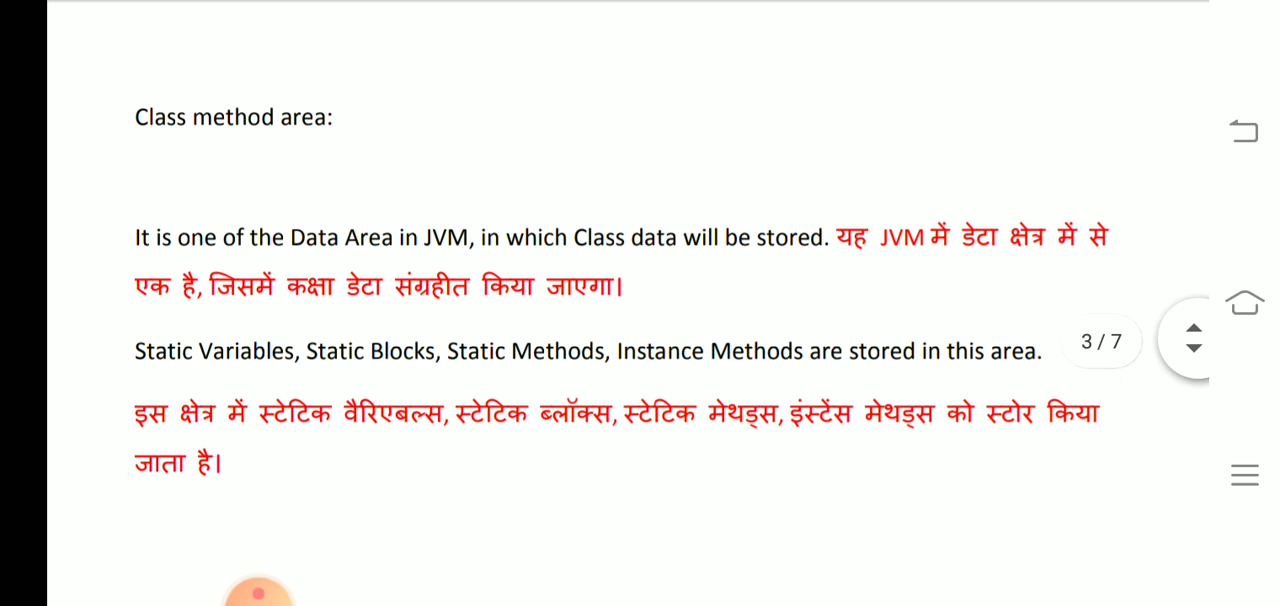 Class method area:
It is one of the Data Area in JVM, in which Class data will be stored. यह JVM में डेटा क्षेत्र में से
एक है, जिसमें कक्षा डेटा संग्रहीत किया जाएगा।
Static Variables, Static Blocks, Static Methods, Instance Methods are stored in this area.
3 / 7
इस क्षेत्र में स्टेटिक वैरिएबल्स, स्टेटिक ब्लॉक्स, स्टेटिक मेथड्स, इंस्टेंस मेथड्स को स्टोर किया
जाता है।